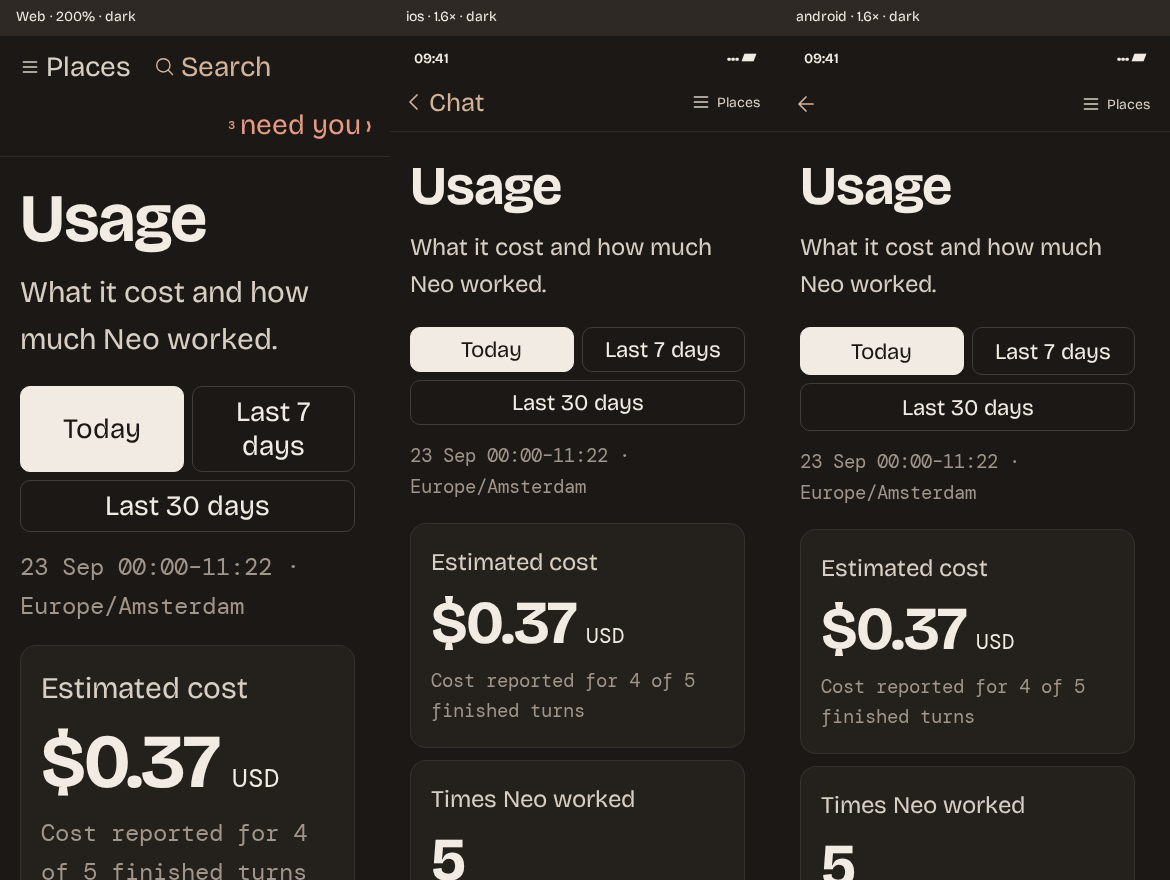 Web · 200% · dark
Places
Search
3 need you ›
Usage
What it cost and how
much Neo worked.
Today
Last 7
days
Last 30 days
23 Sep 00:00–11:22 ·
Europe/Amsterdam
Estimated cost
$0.37 USD
Cost reported for 4
of 5 finished turns
ios · 1.6× · dark
09:41
Chat
Places
Usage
What it cost and how much
Neo worked.
Today
Last 7 days
Last 30 days
23 Sep 00:00–11:22 ·
Europe/Amsterdam
Estimated cost
$0.37 USD
Cost reported for 4 of 5
finished turns
Times Neo worked
5
android · 1.6× · dark
09:41
Places
Usage
What it cost and how much
Neo worked.
Today
Last 7 days
Last 30 days
23 Sep 00:00–11:22 ·
Europe/Amsterdam
Estimated cost
$0.37 USD
Cost reported for 4 of 5
finished turns
Times Neo worked
5